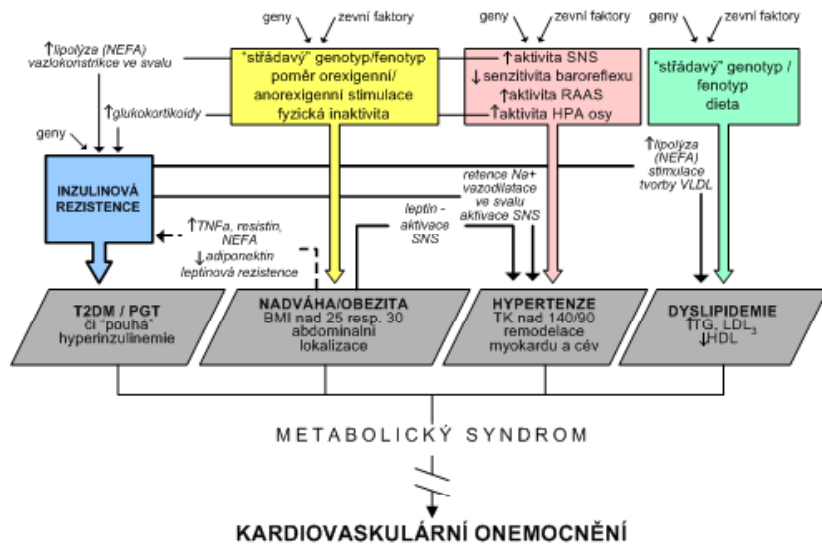 geny
zevní faktory
geny
zevní faktory
geny
zevní faktory
↑lipolýza (NEFA)
vazlokonstrikce ve svalu
↑glukokortikoidy
geny
"střádavý" genotyp/fenotyp
poměr orexigenní/
anorexigenní stimulace
fyzická inaktivita
↑aktivita SNS
↓senzitivita baroreflexu
↑aktivita RAAS
↑aktivita HPA osy
"střádavý" genotyp /
fenotyp
dieta
INZULINOVÁ
REZISTENCE
↑TNFa, resistin,
NEFA
↓adiponektin
leptinová rezistence
leptin -
aktivace
SNS
retence Na+
vazodilatace
ve svalu
aktivace SNS
↑lipolýza
(NEFA)
stimulace
tvorby VLDL
T2DM / PGT
či "pouhá"
hyperinzulinemie
NADVÁHA/OBEZITA
BMI nad 25 resp. 30
abdominalni
lokalizace
HYPERTENZE
TK nad 140/90
remodelace
myokardu a cév
DYSLIPIDEMIE
↑TG, LDL3
↓HDL
METABOLICKÝ SYNDROM
KARDIOVASKULÁRNÍ ONEMOCNĚNÍ